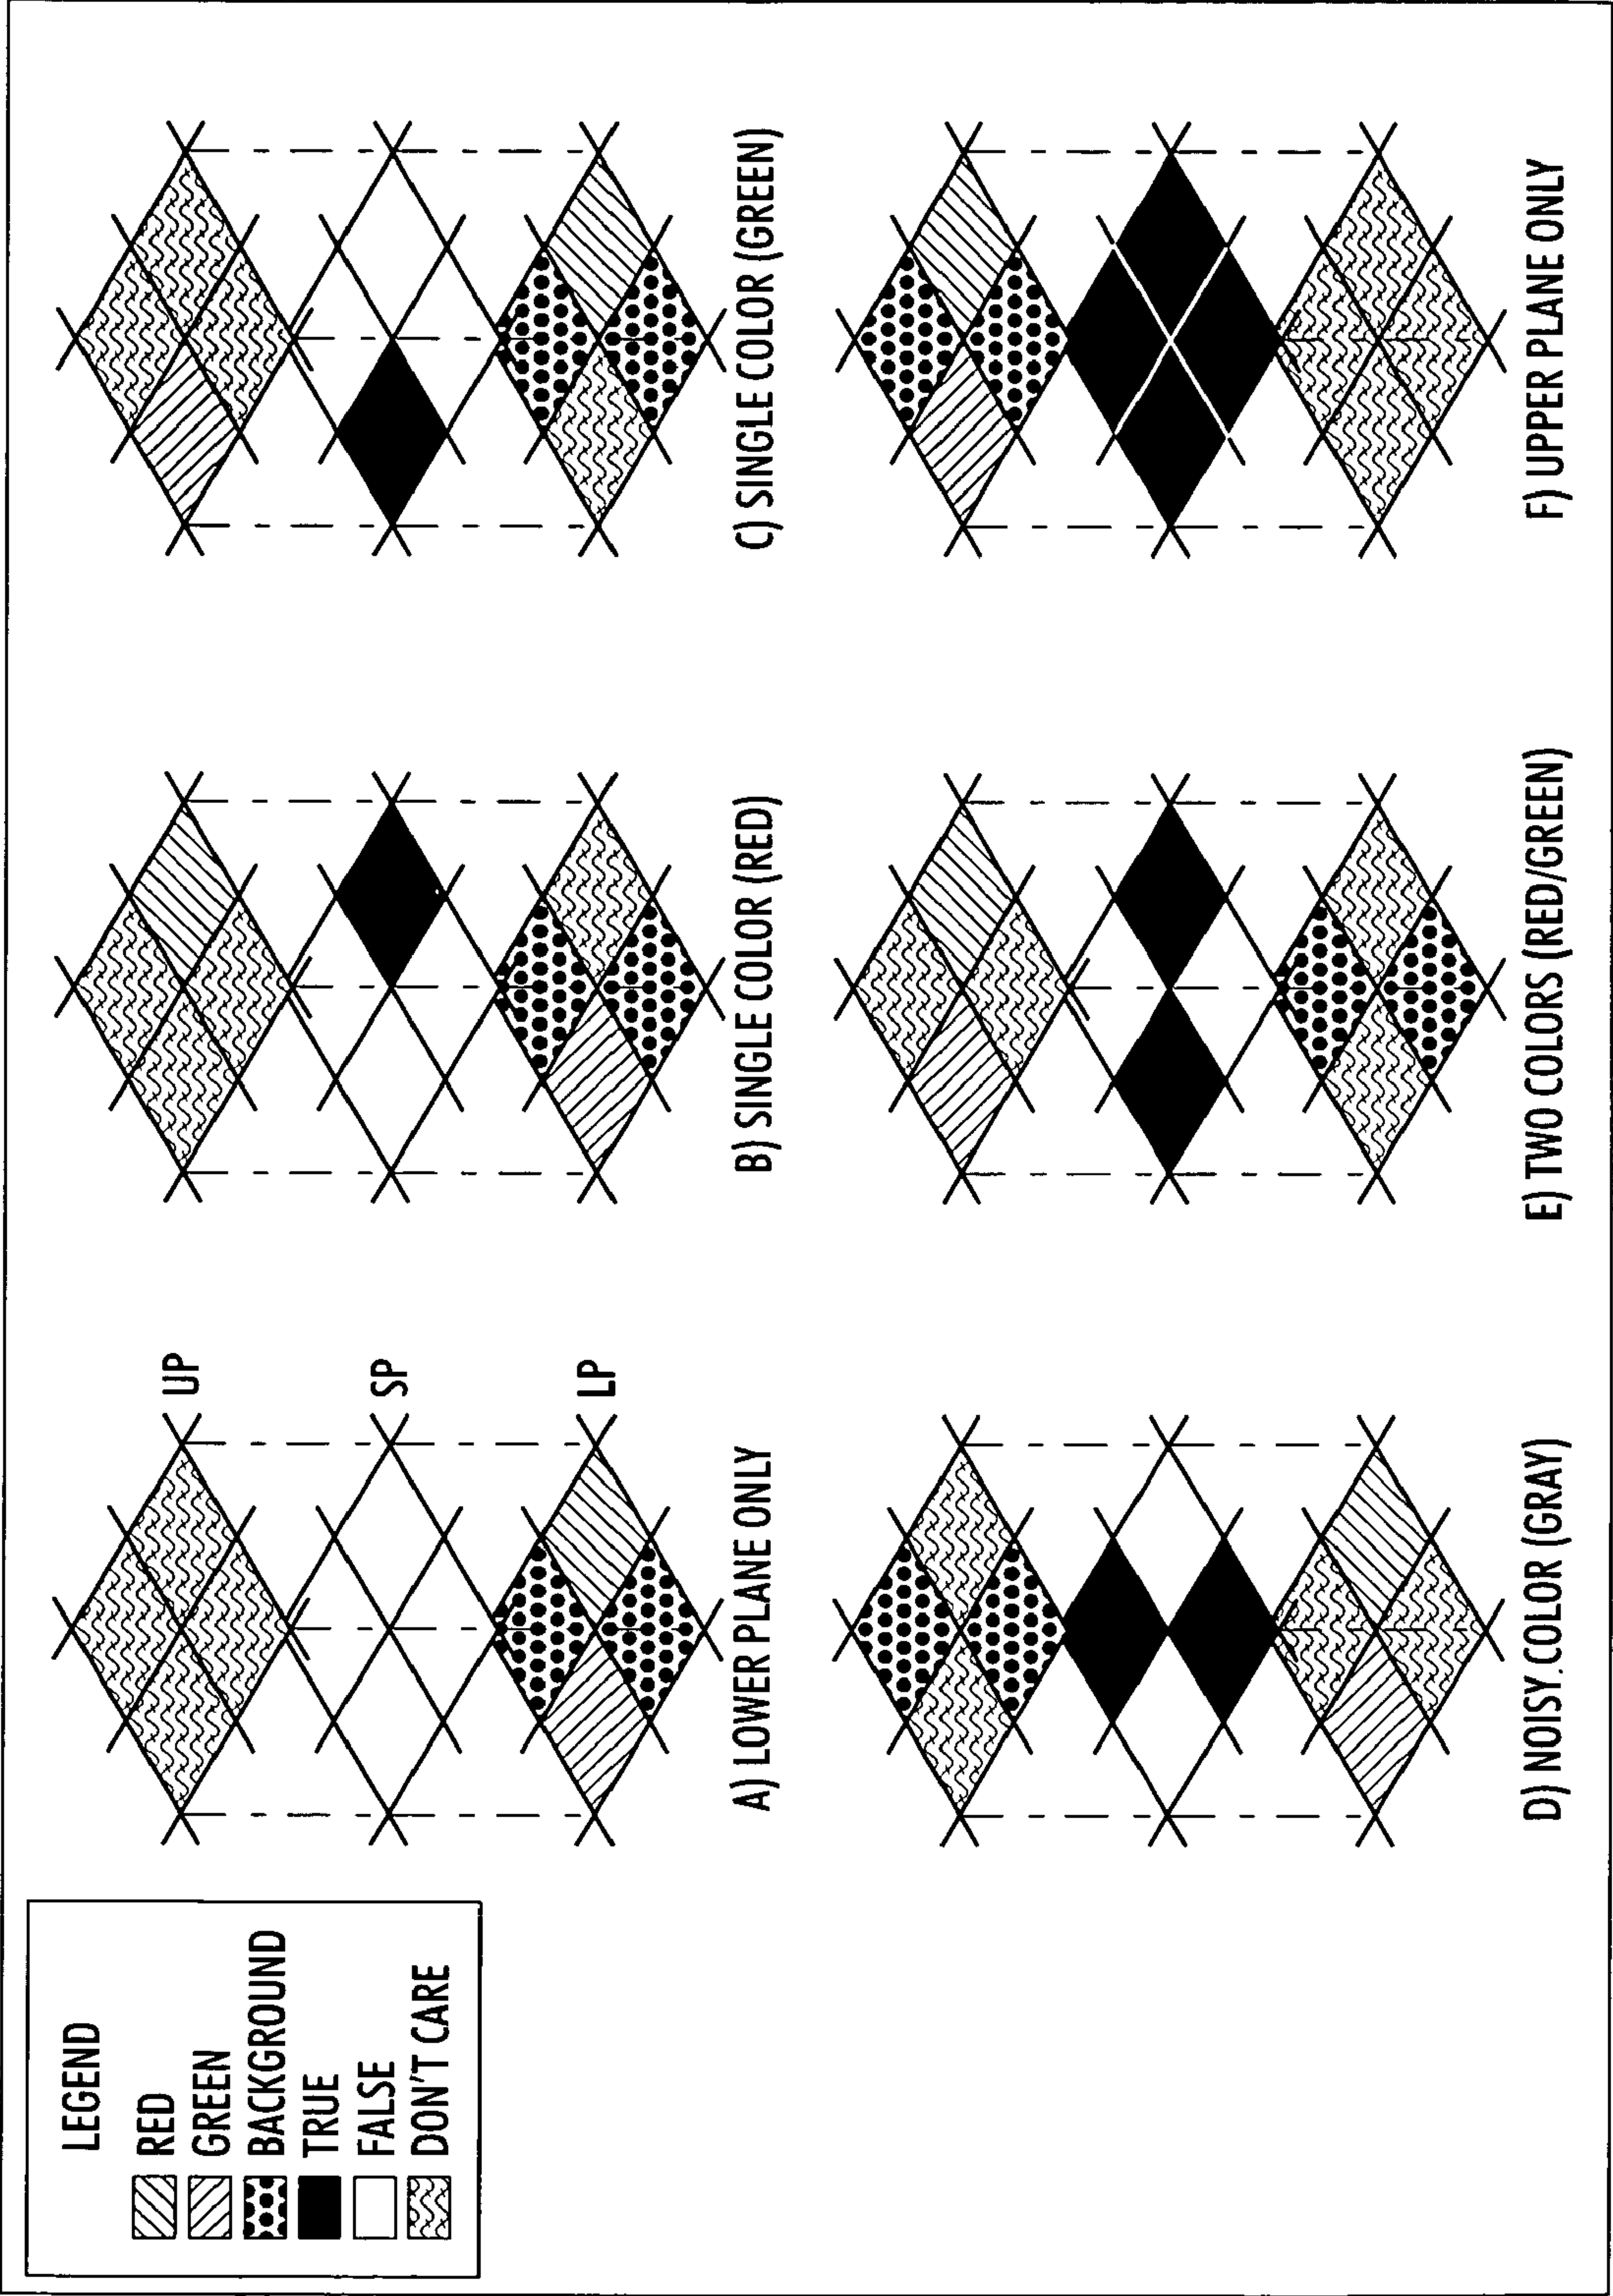 LEGEND
RED
GREEN
BACKGROUND
TRUE
FALSE
DON'T CARE
UP
SP
LP
A) LOWER PLANE ONLY
B) SINGLE COLOR (RED)
C) SINGLE COLOR (GREEN)
D) NOISY.COLOR (GRAY)
E) TWO COLORS (RED/GREEN)
F) UPPER PLANE ONLY